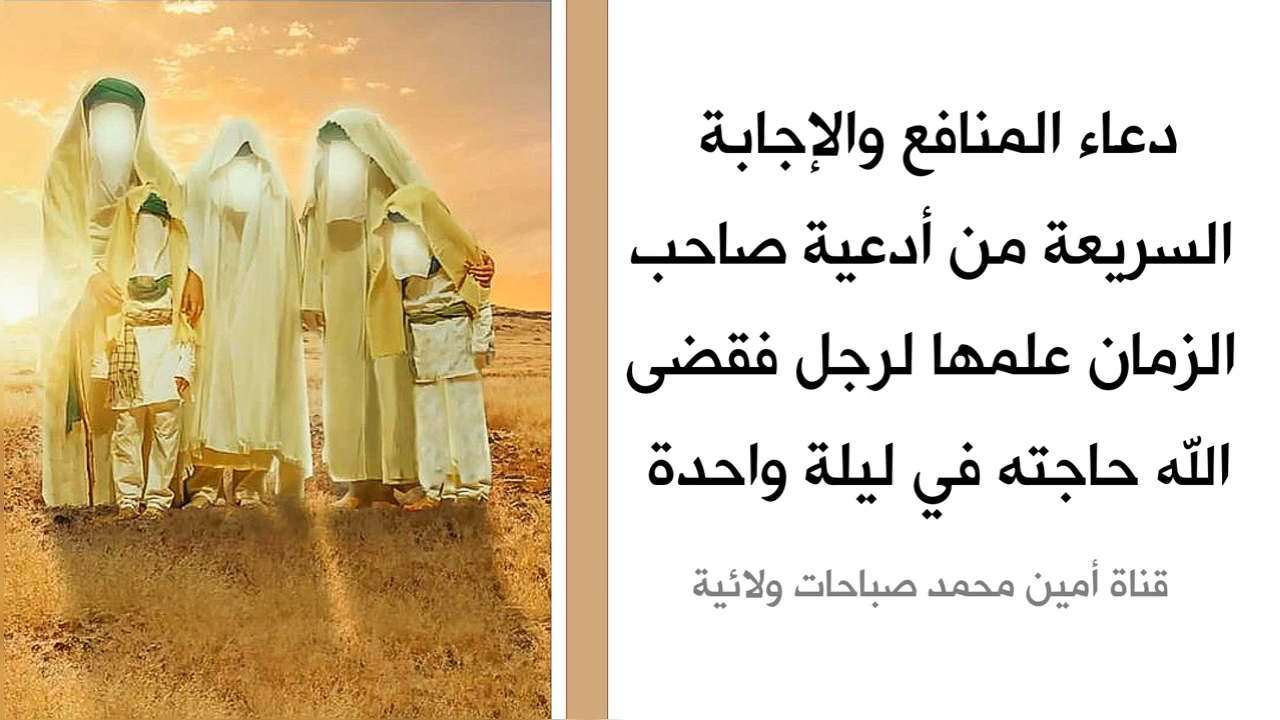 دعاء المنافع والإجابة
السريعة من أدعية صاحب
الزمان علمها لرجل فقضى
الله حاجته في ليلة واحدة
قناة أمين محمد صباحات ولائية